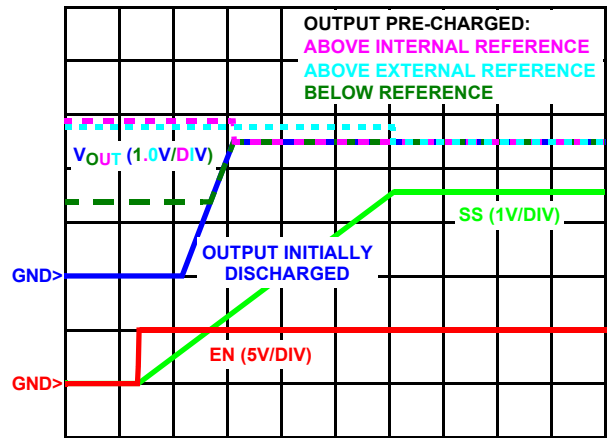 OUTPUT PRE-CHARGED:
ABOVE INTERNAL REFERENCE
ABOVE EXTERNAL REFERENCE
BELOW REFERENCE
VOUT (1.0V/DIV)
SS (1V/DIV)
OUTPUT INITIALLY
DISCHARGED
GND>
EN (5V/DIV)
GND>